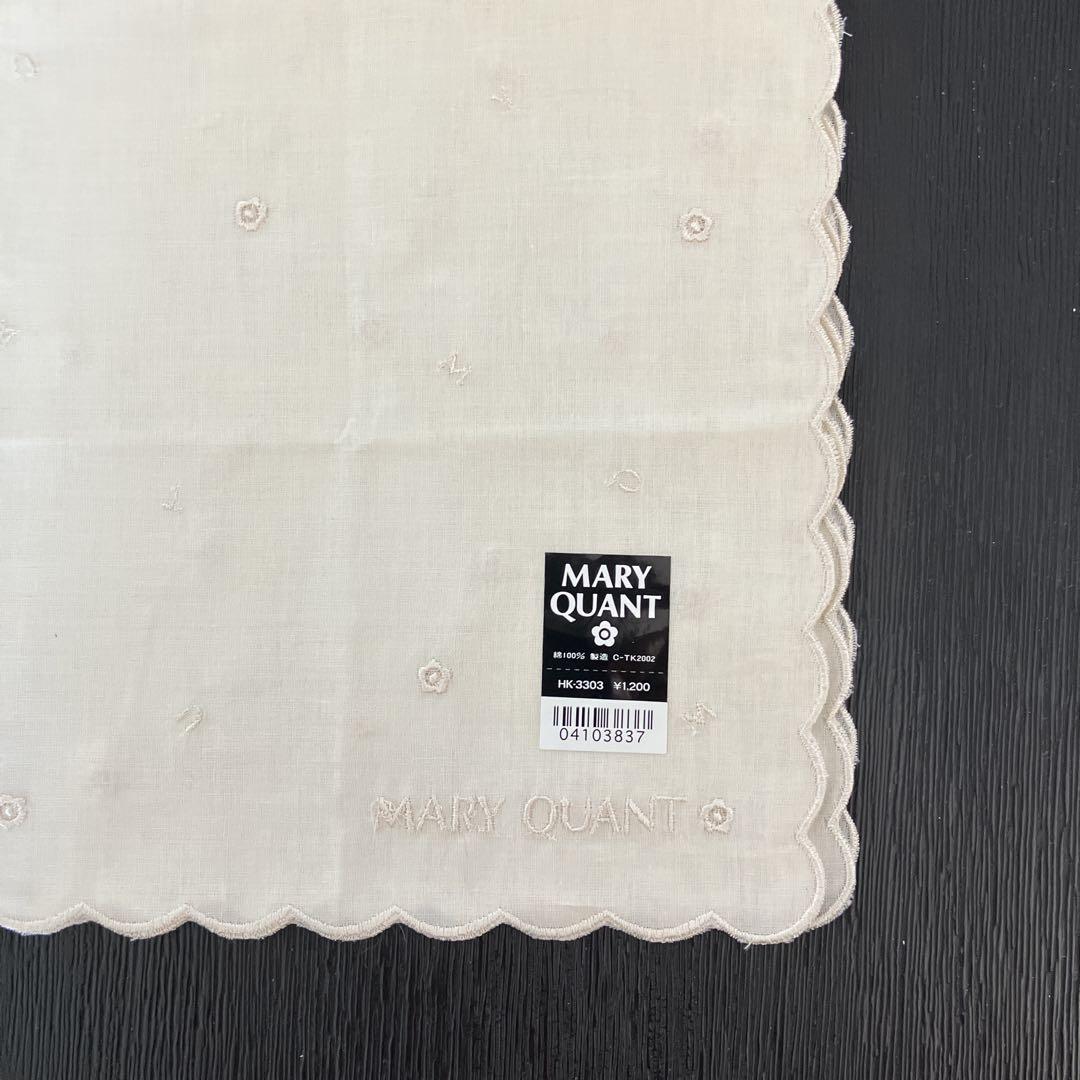 MARY
QUANT
綿100% 製造 C-TK2002
HK-3303 ¥1,200
04103837
MARY QUANT